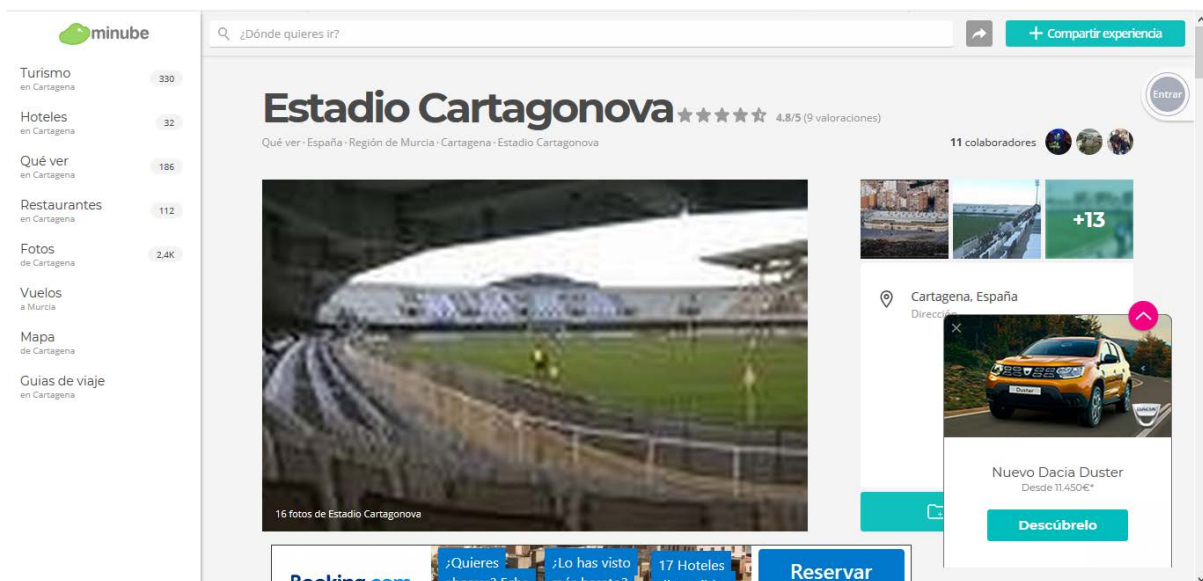 minube
¿Dónde quieres ir?
+ Compartir experiencia
Entrar
Turismo
en Cartagena
330
Hoteles
en Cartagena
32
Qué ver
en Cartagena
186
Restaurantes
en Cartagena
112
Fotos
de Cartagena
2,4K
Vuelos
a Murcia
Mapa
de Cartagena
Guias de viaje
en Cartagena
Estadio Cartagonova
4.8/5 (9 valoraciones)
Qué ver · España · Región de Murcia · Cartagena · Estadio Cartagonova
11 colaboradores
16 fotos de Estadio Cartagonova
+13
Cartagena, España
Dirección
Duster
DACIA
Nuevo Dacia Duster
Desde 11.450€*
Descúbrelo
Booking.com
¿Quieres
¿Lo has visto
17 Hoteles
Reservar